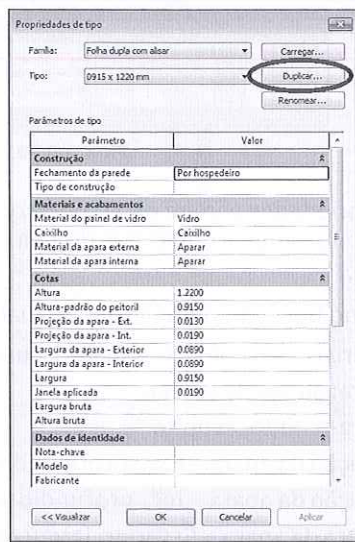 Propriedades de tipo
Família: Folha dupla com alisar Carregar...
Tipo: 0915 x 1220 mm Duplicar...
Renomear...
Parâmetros de tipo
Parâmetro Valor
Construção
Fechamento da parede Por hospedeiro
Tipo de construção
Materiais e acabamentos
Material do painel de vidro Vidro
Caixilho Caixilho
Material da apara externa Aparar
Material da apara interna Aparar
Cotas
Altura 1.2200
Altura-padrão do peitoril 0.9150
Projeção da apara - Ext. 0.0130
Projeção da apara - Int. 0.0190
Largura da apara - Exterior 0.0890
Largura da apara - Interior 0.0890
Largura 0.9150
Janela aplicada 0.0190
Largura bruta
Altura bruta
Dados de identidade
Nota-chave
Modelo
Fabricante
<< Visualizar OK Cancelar Aplicar